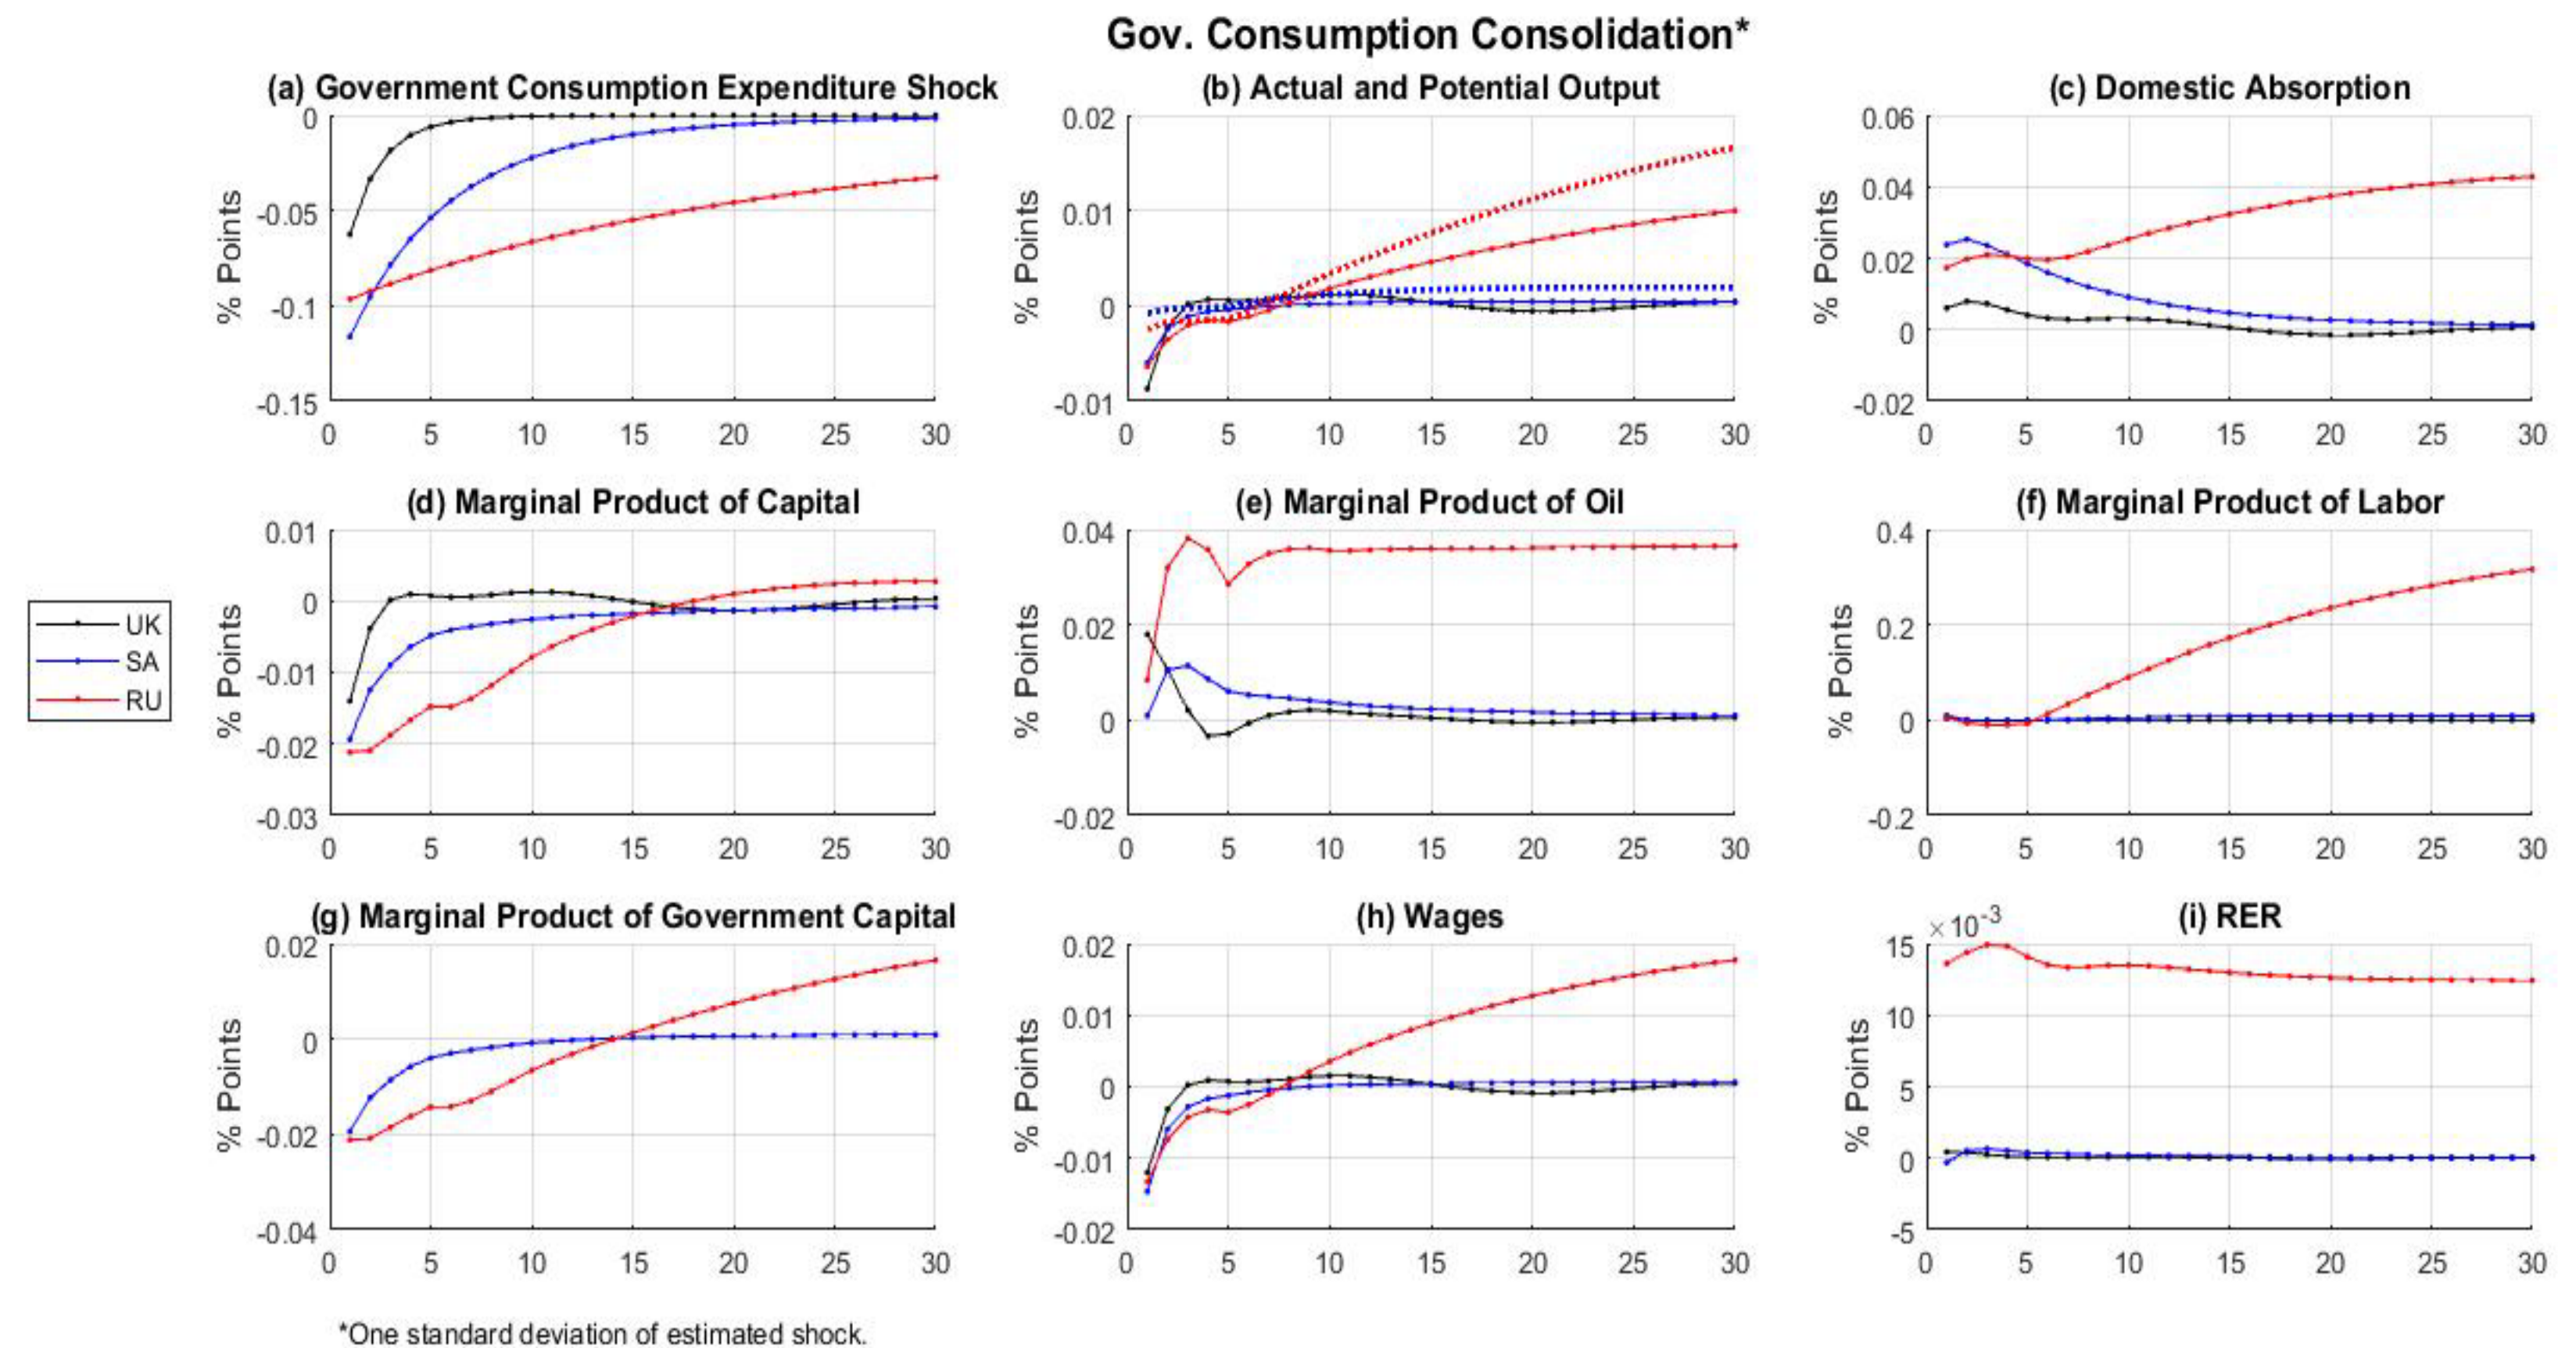 Gov. Consumption Consolidation*
(a) Government Consumption Expenditure Shock
% Points
0
-0.05
-0.1
-0.15
0 5 10 15 20 25 30
(b) Actual and Potential Output
% Points
0.02
0.01
0
-0.01
0 5 10 15 20 25 30
(c) Domestic Absorption
% Points
0.06
0.04
0.02
0
-0.02
0 5 10 15 20 25 30
UK
SA
RU
(d) Marginal Product of Capital
% Points
0.01
0
-0.01
-0.02
-0.03
0 5 10 15 20 25 30
(e) Marginal Product of Oil
% Points
0.04
0.02
0
-0.02
0 5 10 15 20 25 30
(f) Marginal Product of Labor
% Points
0.4
0.2
0
-0.2
0 5 10 15 20 25 30
(g) Marginal Product of Government Capital
% Points
0.02
0
-0.02
-0.04
0 5 10 15 20 25 30
(h) Wages
% Points
0.02
0.01
0
-0.01
-0.02
0 5 10 15 20 25 30
(i) RER
×10-3
% Points
15
10
5
0
-5
0 5 10 15 20 25 30
*One standard deviation of estimated shock.